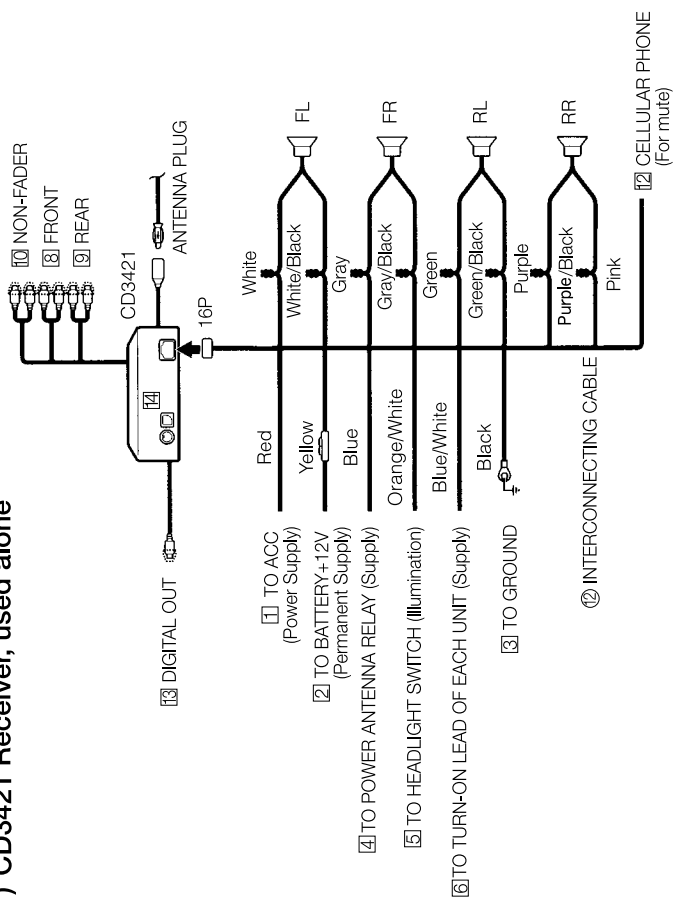 ) CD3421 Receiver, used alone
10 NON-FADER
8 FRONT
9 REAR
CD3421
ANTENNA PLUG
14
16P
13 DIGITAL OUT
Red
White
FL
1 TO ACC
(Power Supply)
Yellow
White/Black
2 TO BATTERY+12V
(Permanent Supply)
Blue
Gray
FR
4 TO POWER ANTENNA RELAY (Supply)
Orange/White
Gray/Black
5 TO HEADLIGHT SWITCH (Illumination)
Blue/White
Green
RL
6 TO TURN-ON LEAD OF EACH UNIT (Supply)
Black
Green/Black
3 TO GROUND
Purple
RR
Purple/Black
Pink
⑫ INTERCONNECTING CABLE
12 CELLULAR PHONE
(For mute)